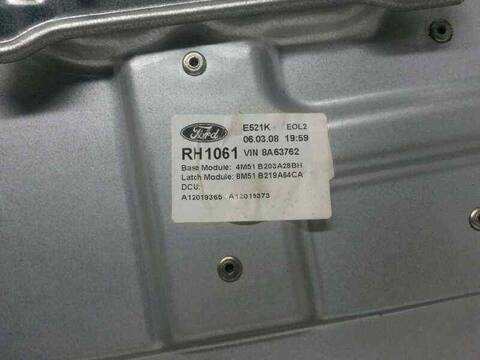 Ford E521K EOL2
06.03.08 19:59
RH1061 VIN 8A63762
Base Module: 4M51 B203A28BH
Latch Module: 8M51 B219A64CA
DCU:
A12019365 A12019373